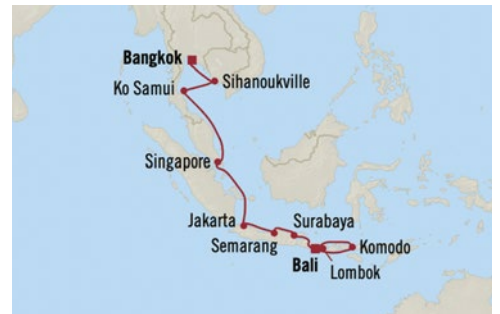 Bangkok
Sihanoukville
Ko Samui
Singapore
Jakarta
Surabaya
Semarang
Komodo
Bali
Lombok